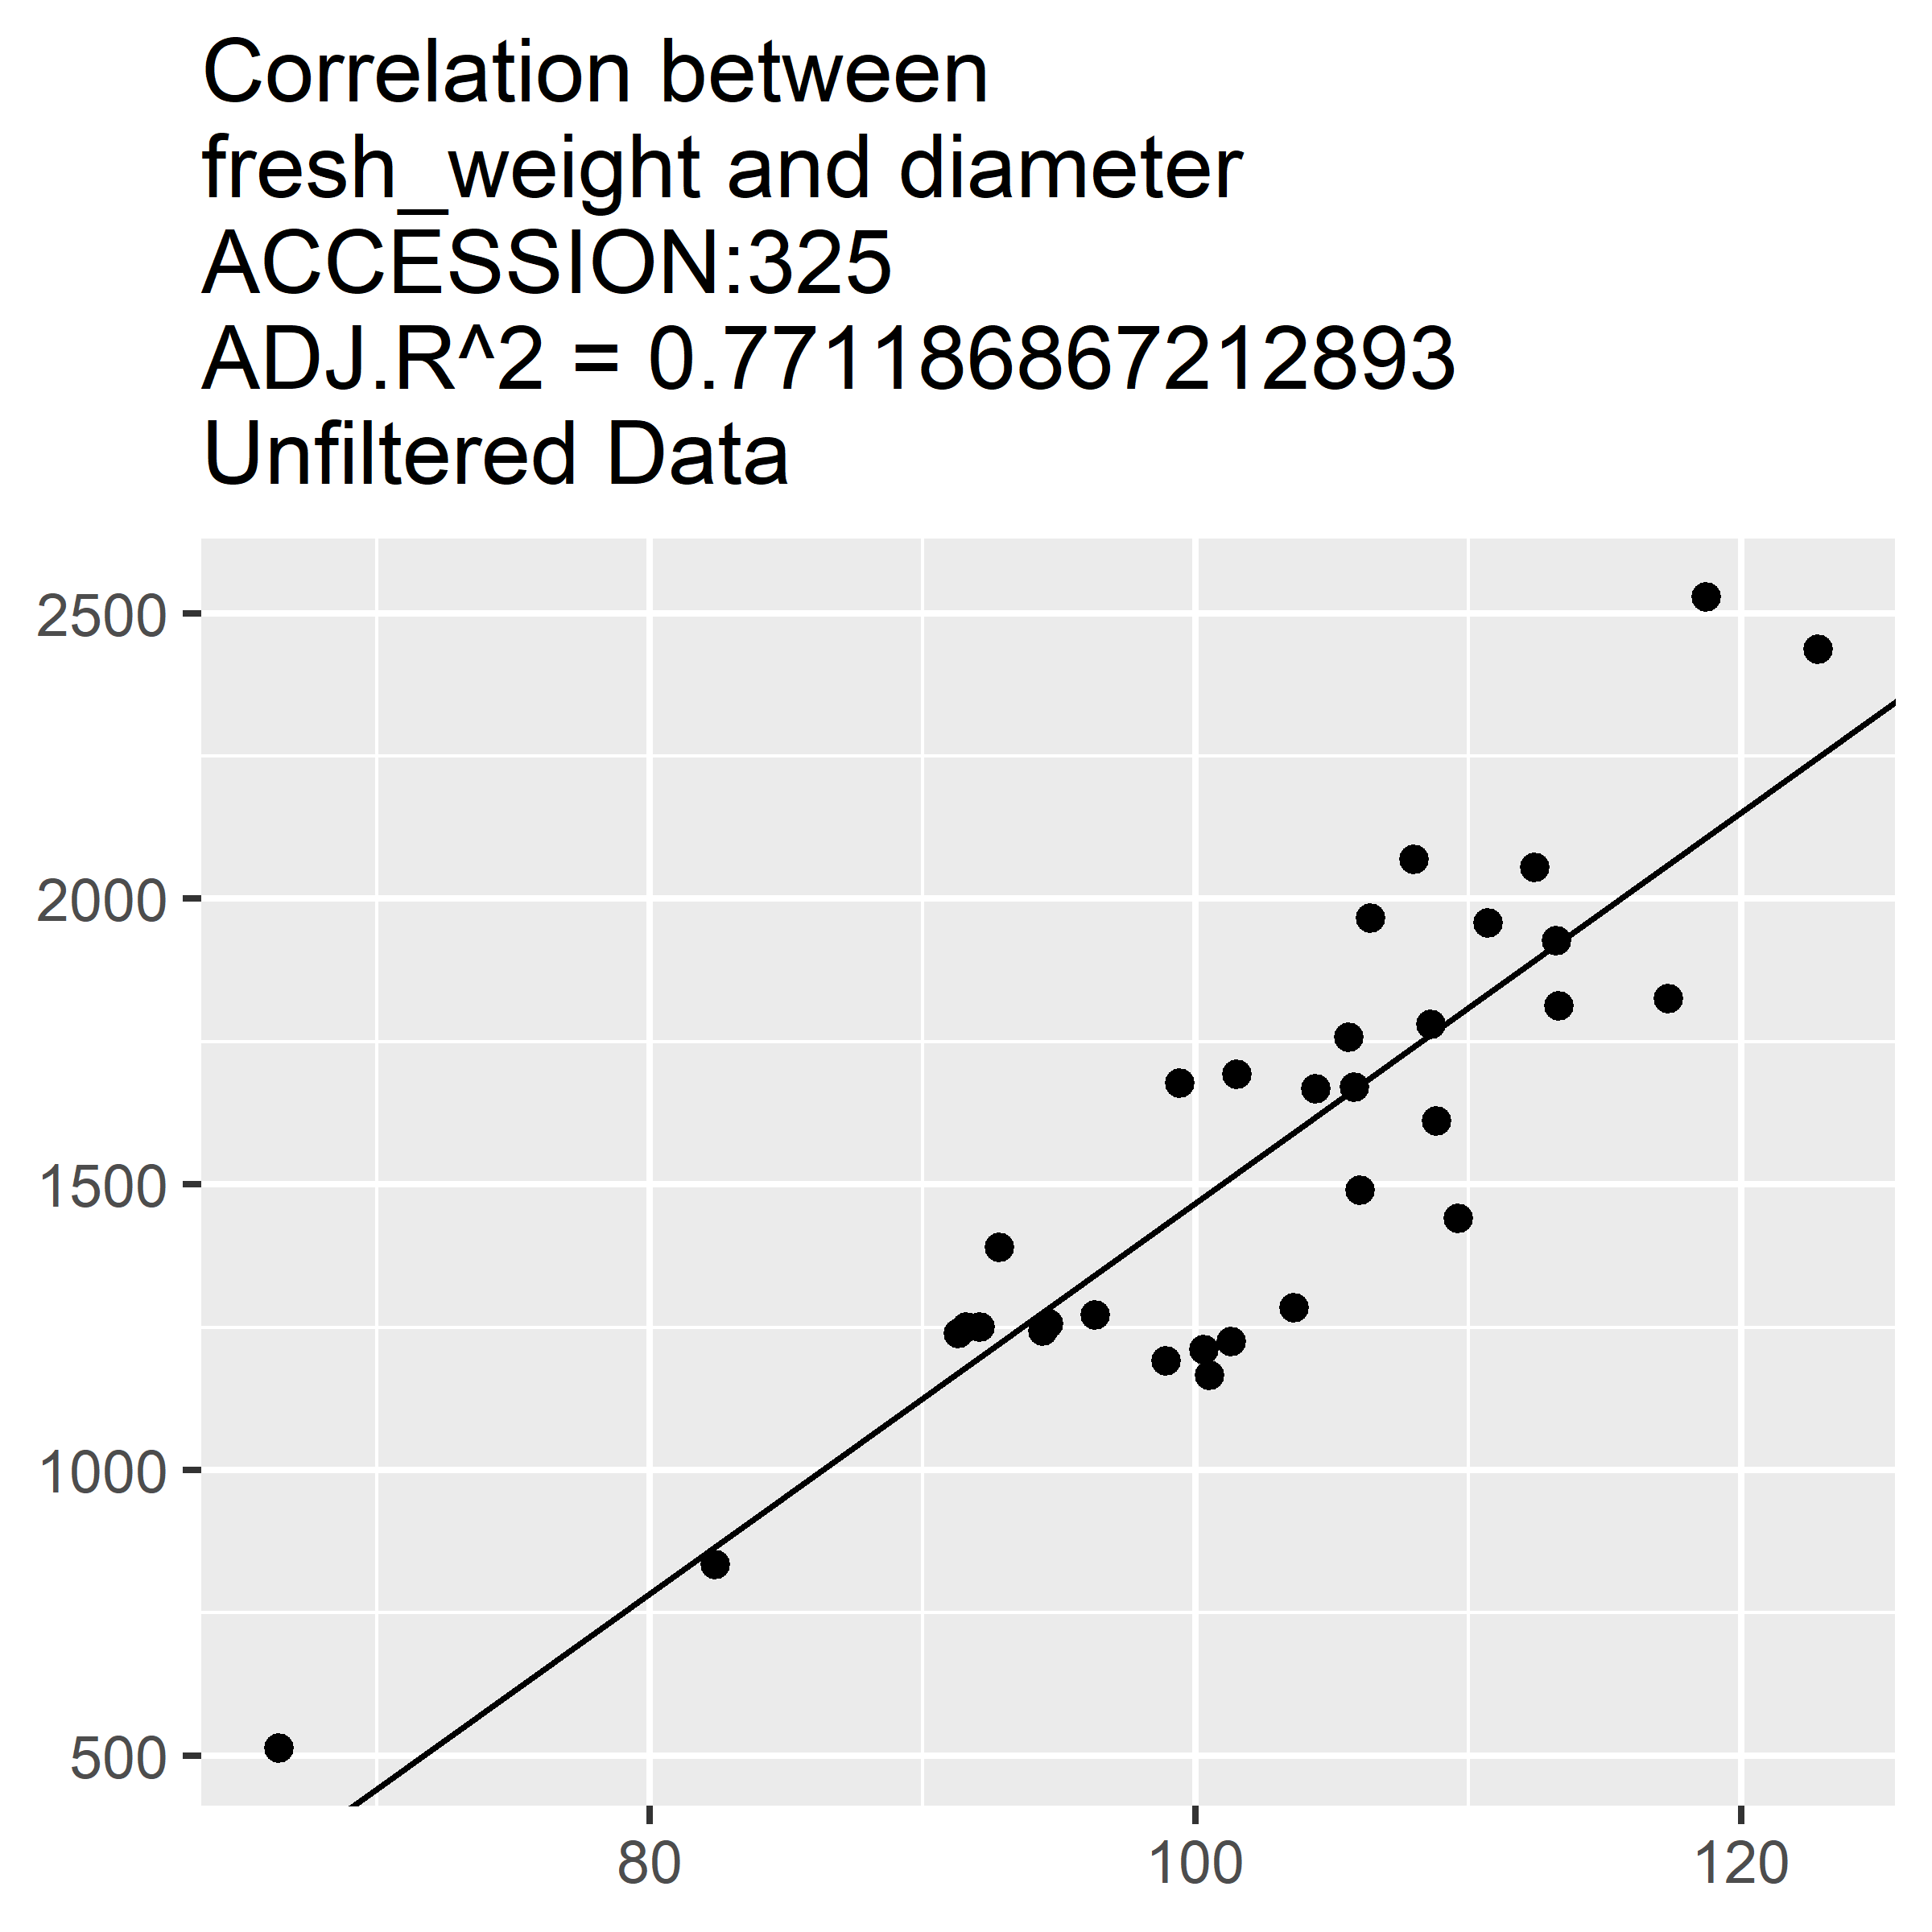 Correlation between
fresh_weight and diameter
ACCESSION:325
ADJ.R^2 = 0.771186867212893
Unfiltered Data
2500
2000
1500
1000
500
80
100
120